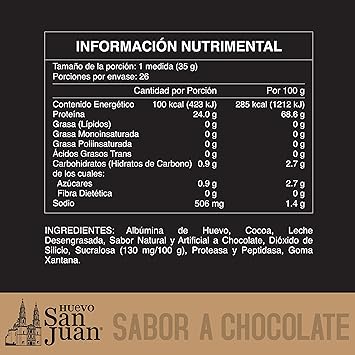 INFORMACIÓN NUTRIMENTAL
Tamaño de la porción: 1 medida (35 g)
Porciones por envase: 26
Cantidad por Porción Por 100 g
Contenido Energético 100 kcal (423 kJ) 285 kcal (1212 kJ)
Proteína 24.0 g 68.6 g
Grasa (Lípidos) 0 g 0 g
Grasa Monoinsaturada 0 g 0 g
Grasa Poliinsaturada 0 g 0 g
Ácidos Grasos Trans 0 g 0 g
Carbohidratos (Hidratos de Carbono) 0.9 g 2.7 g
de los cuales:
Azúcares 0.9 g 2.7 g
Fibra Dietética 0 g 0 g
Sodio 506 mg 1.4 g
INGREDIENTES: Albúmina de Huevo, Cocoa, Leche
Desengrasada, Sabor Natural y Artificial a Chocolate, Dióxido de
Silicio, Sucralosa (130 mg/100 g), Proteasa y Peptidasa, Goma
Xantana.
HUEVO
San
Juan
SABOR A CHOCOLATE